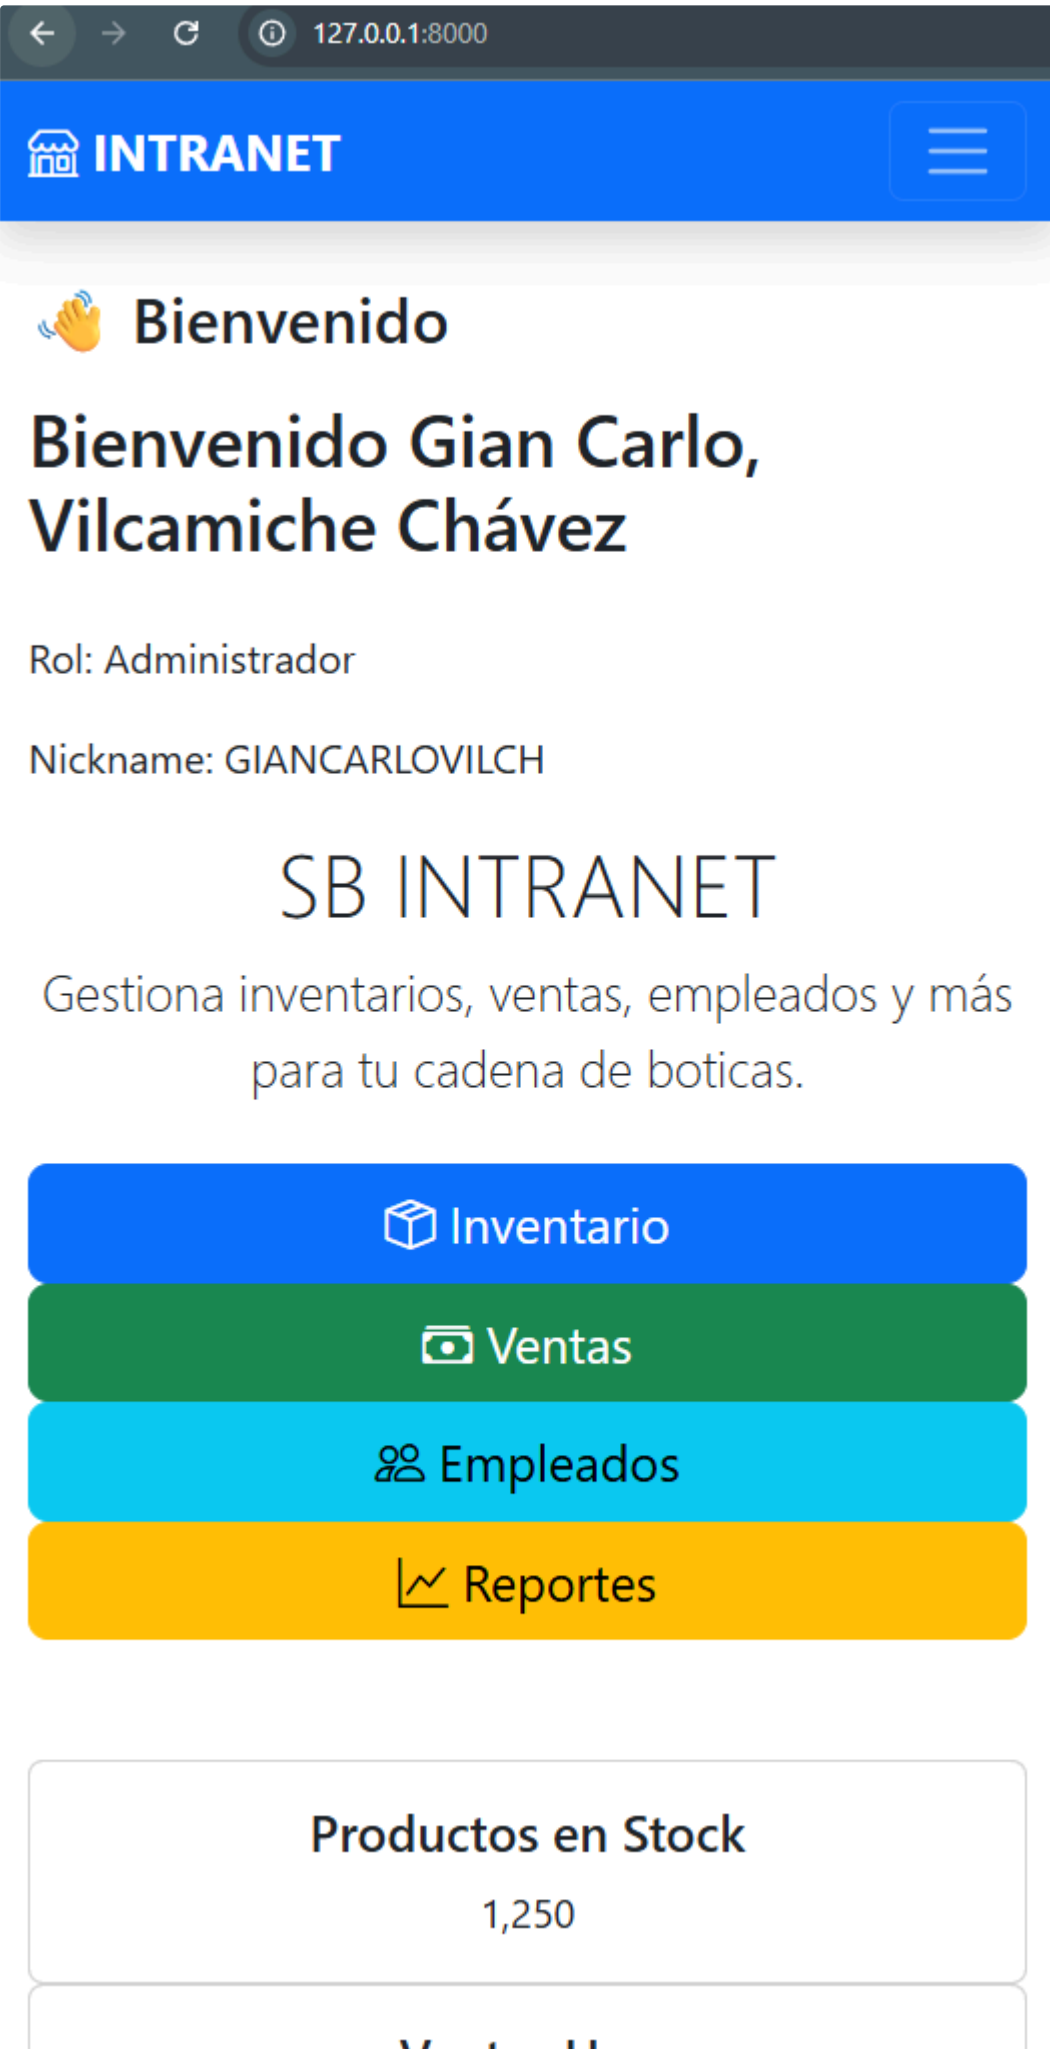 127.0.0.1:8000
INTRANET
Bienvenido
Bienvenido Gian Carlo,
Vilcamiche Chávez
Rol: Administrador
Nickname: GIANCARLOVILCH
SB INTRANET
Gestiona inventarios, ventas, empleados y más
para tu cadena de boticas.
Inventario
Ventas
Empleados
Reportes
Productos en Stock
1,250